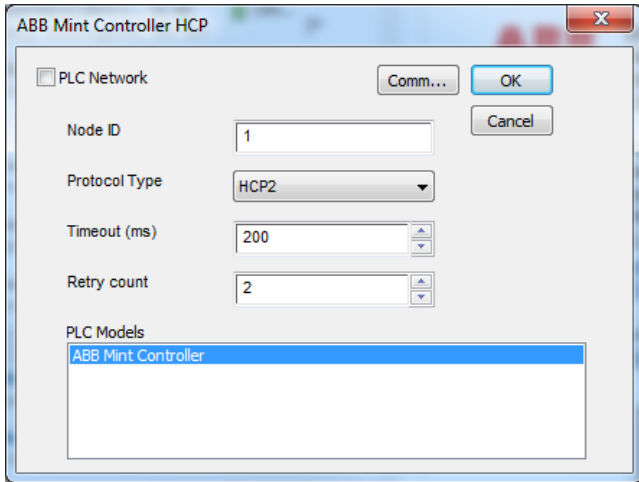 ABB Mint Controller HCP
PLC Network
Comm...
OK
Cancel
Node ID
1
Protocol Type
HCP2
Timeout (ms)
200
Retry count
2
PLC Models
ABB Mint Controller